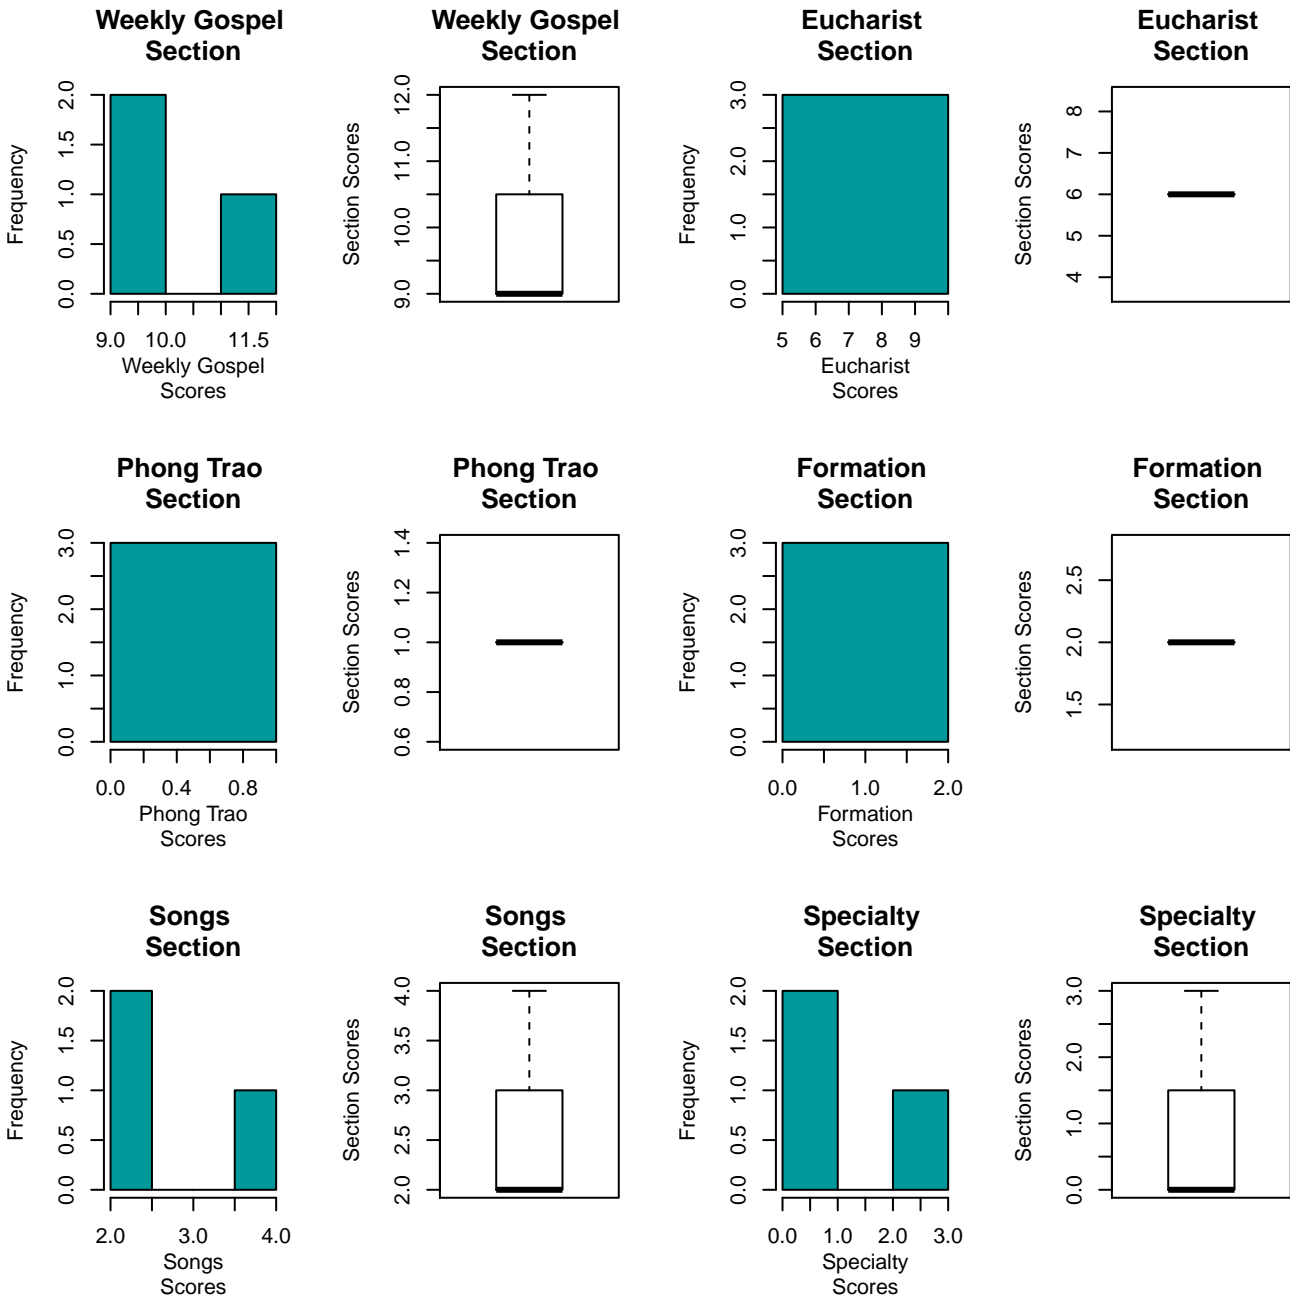 Weekly Gospel
Section
Frequency
0.0 0.5 1.0 1.5 2.0
9.0 10.0 11.5
Weekly Gospel
Scores
Weekly Gospel
Section
Section Scores
9.0 10.0 11.0 12.0
Eucharist
Section
Frequency
0.0 1.0 2.0 3.0
5 6 7 8 9
Eucharist
Scores
Eucharist
Section
Section Scores
4 5 6 7 8
Phong Trao
Section
Frequency
0.0 1.0 2.0 3.0
0.0 0.4 0.8
Phong Trao
Scores
Phong Trao
Section
Section Scores
0.6 0.8 1.0 1.2 1.4
Formation
Section
Frequency
0.0 1.0 2.0 3.0
0.0 1.0 2.0
Formation
Scores
Formation
Section
Section Scores
1.5 2.0 2.5
Songs
Section
Frequency
0.0 0.5 1.0 1.5 2.0
2.0 3.0 4.0
Songs
Scores
Songs
Section
Section Scores
2.0 2.5 3.0 3.5 4.0
Specialty
Section
Frequency
0.0 0.5 1.0 1.5 2.0
0.0 1.0 2.0 3.0
Specialty
Scores
Specialty
Section
Section Scores
0.0 1.0 2.0 3.0